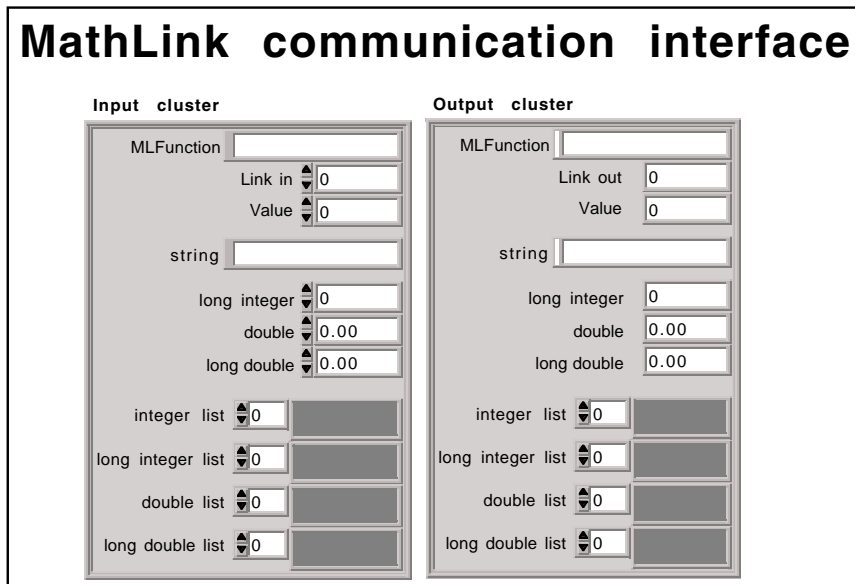 MathLink communication interface
Input cluster
MLFunction
Link in 0
Value 0
string
long integer 0
double 0.00
long double 0.00
integer list 0
long integer list 0
double list 0
long double list 0
Output cluster
MLFunction
Link out 0
Value 0
string
long integer 0
double 0.00
long double 0.00
integer list 0
long integer list 0
double list 0
long double list 0